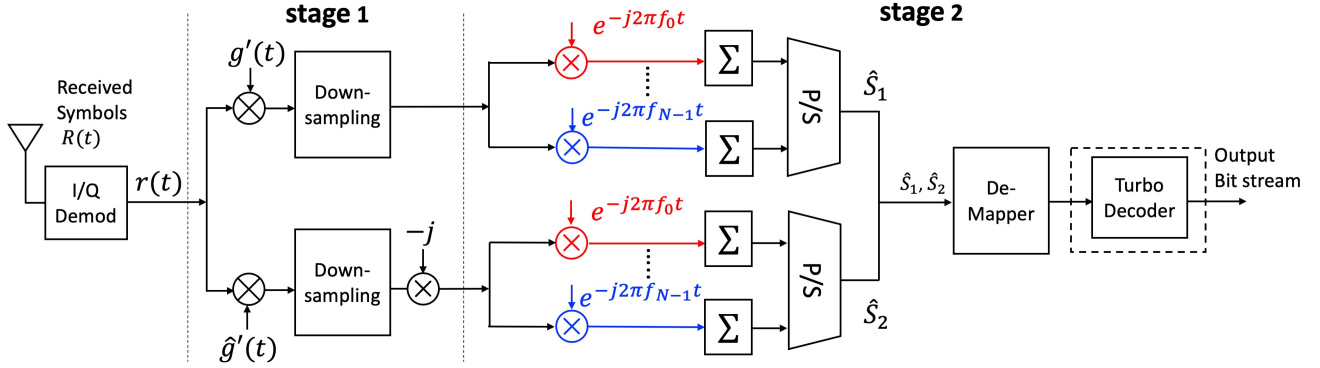 stage 1
stage 2
Received
Symbols
R(t)
I/Q
Demod
r(t)
g′(t)
Down-
sampling
e^{-j2πf_0t}
e^{-j2πf_{N-1}t}
Σ
Σ
P/S
Ŝ_1
ĝ′(t)
Down-
sampling
-j
e^{-j2πf_0t}
e^{-j2πf_{N-1}t}
Σ
Σ
P/S
Ŝ_2
Ŝ_1, Ŝ_2
De-
Mapper
Turbo
Decoder
Output
Bit stream